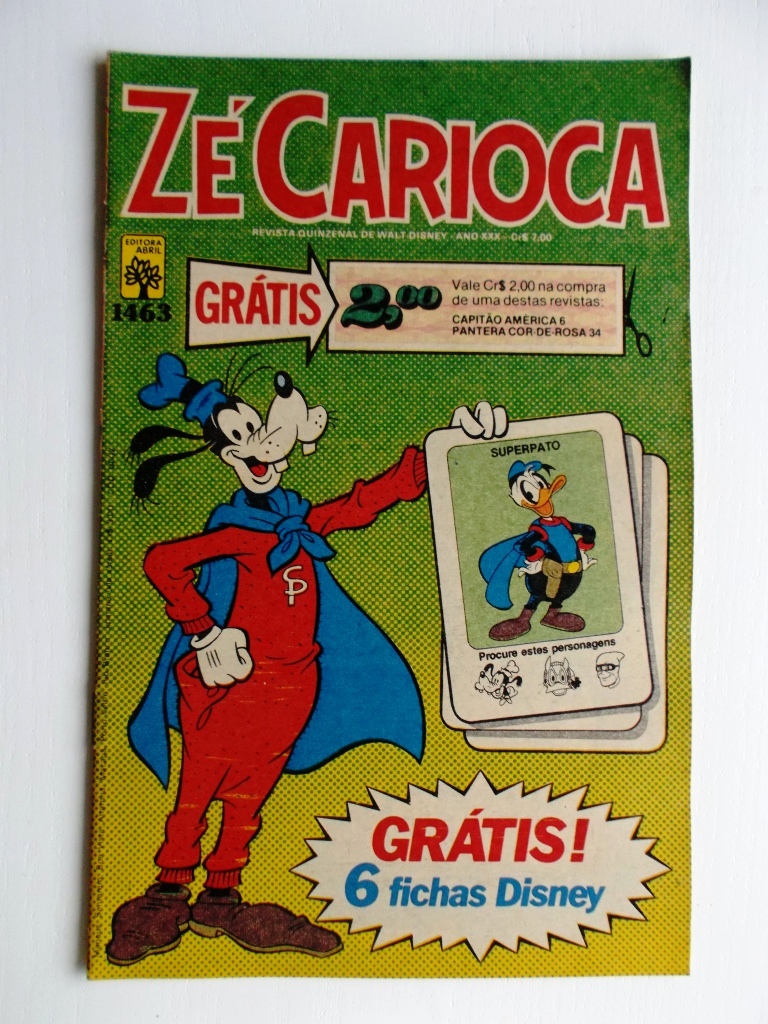 ZÉ CARIOCA
REVISTA QUINZENAL DE WALT DISNEY - ANO XXX - Cr$ 7,00
EDITORA
ABRIL
1463
GRÁTIS
2,00
Vale Cr$ 2,00 na compra
de uma destas revistas:
CAPITÃO AMÉRICA 6
PANTERA COR-DE-ROSA 34
SUPERPATO
Procure estes personagens
SP
GRÁTIS!
6 fichas Disney